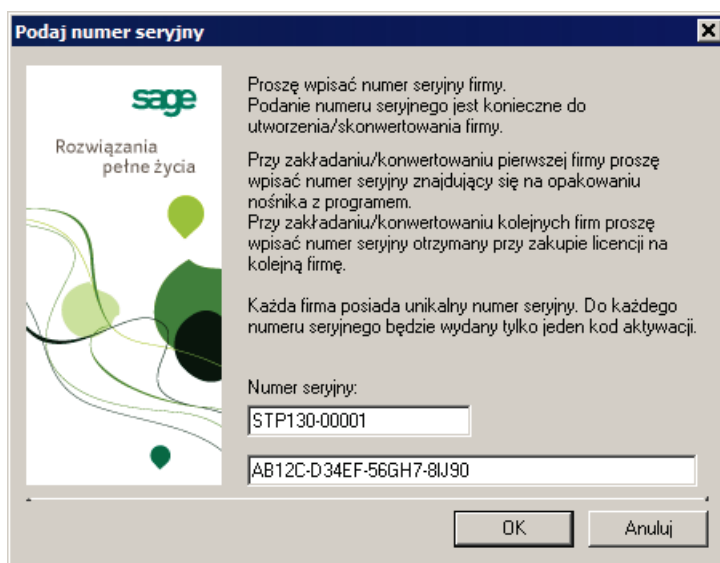 Podaj numer seryjny
sage
Rozwiązania
pełne życia
Proszę wpisać numer seryjny firmy.
Podanie numeru seryjnego jest konieczne do
utworzenia/skonwertowania firmy.
Przy zakładaniu/konwertowaniu pierwszej firmy proszę
wpisać numer seryjny znajdujący się na opakowaniu
nośnika z programem.
Przy zakładaniu/konwertowaniu kolejnych firm proszę
wpisać numer seryjny otrzymany przy zakupie licencji na
kolejną firmę.
Każda firma posiada unikalny numer seryjny. Do każdego
numeru seryjnego będzie wydany tylko jeden kod aktywacji.
Numer seryjny:
STP130-00001
AB12C-D34EF-56GH7-8IJ90
OK
Anuluj